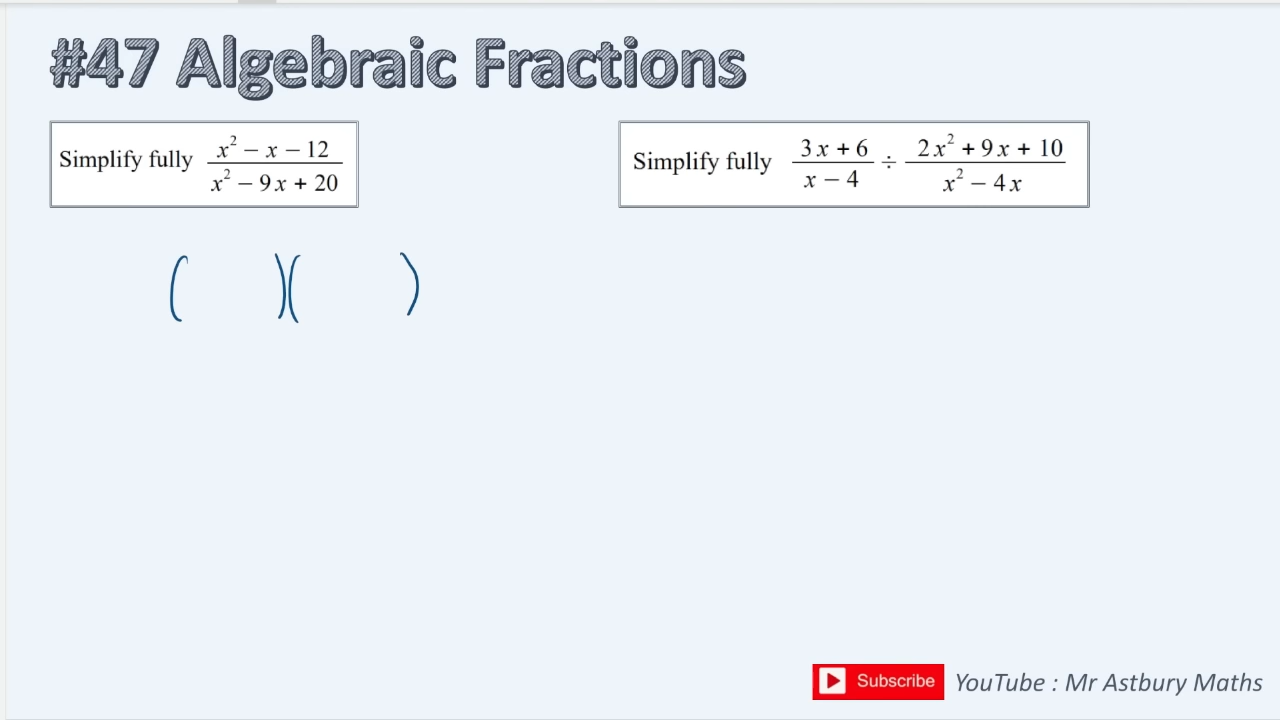 #47 Algebraic Fractions
Simplify fully (x² − x − 12)/(x² − 9x + 20)
Simplify fully (3x + 6)/(x − 4) ÷ (2x² + 9x + 10)/(x² − 4x)
(   )(   )
Subscribe YouTube : Mr Astbury Maths